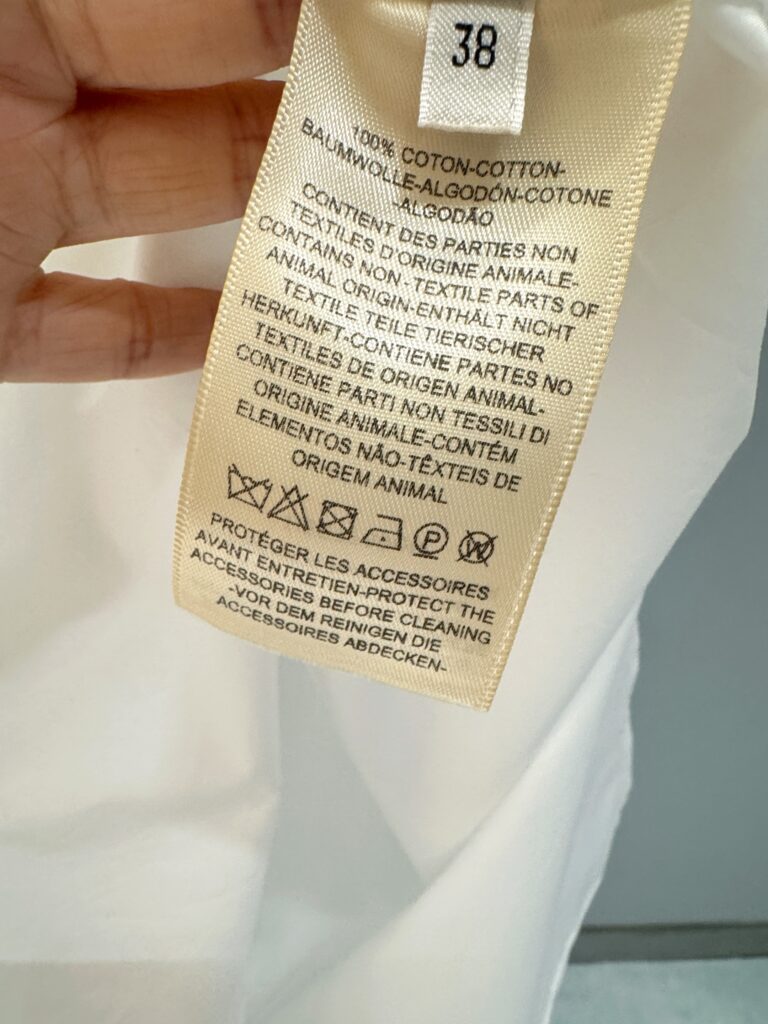 38
100% COTON-COTTON-
BAUMWOLLE-ALGODÓN-COTONE
-ALGODÃO
CONTIENT DES PARTIES NON
TEXTILES D'ORIGINE ANIMALE-
CONTAINS NON-TEXTILE PARTS OF
ANIMAL ORIGIN-ENTHÄLT NICHT
TEXTILE TEILE TIERISCHER
HERKUNFT-CONTIENE PARTES NO
TEXTILES DE ORIGEN ANIMAL-
CONTIENE PARTI NON TESSILI DI
ORIGINE ANIMALE-CONTÉM
ELEMENTOS NÃO-TÊXTEIS DE
ORIGEM ANIMAL
P W
PROTÉGER LES ACCESSOIRES
AVANT ENTRETIEN-PROTECT THE
ACCESSORIES BEFORE CLEANING
-VOR DEM REINIGEN DIE
ACCESSOIRES ABDECKEN-